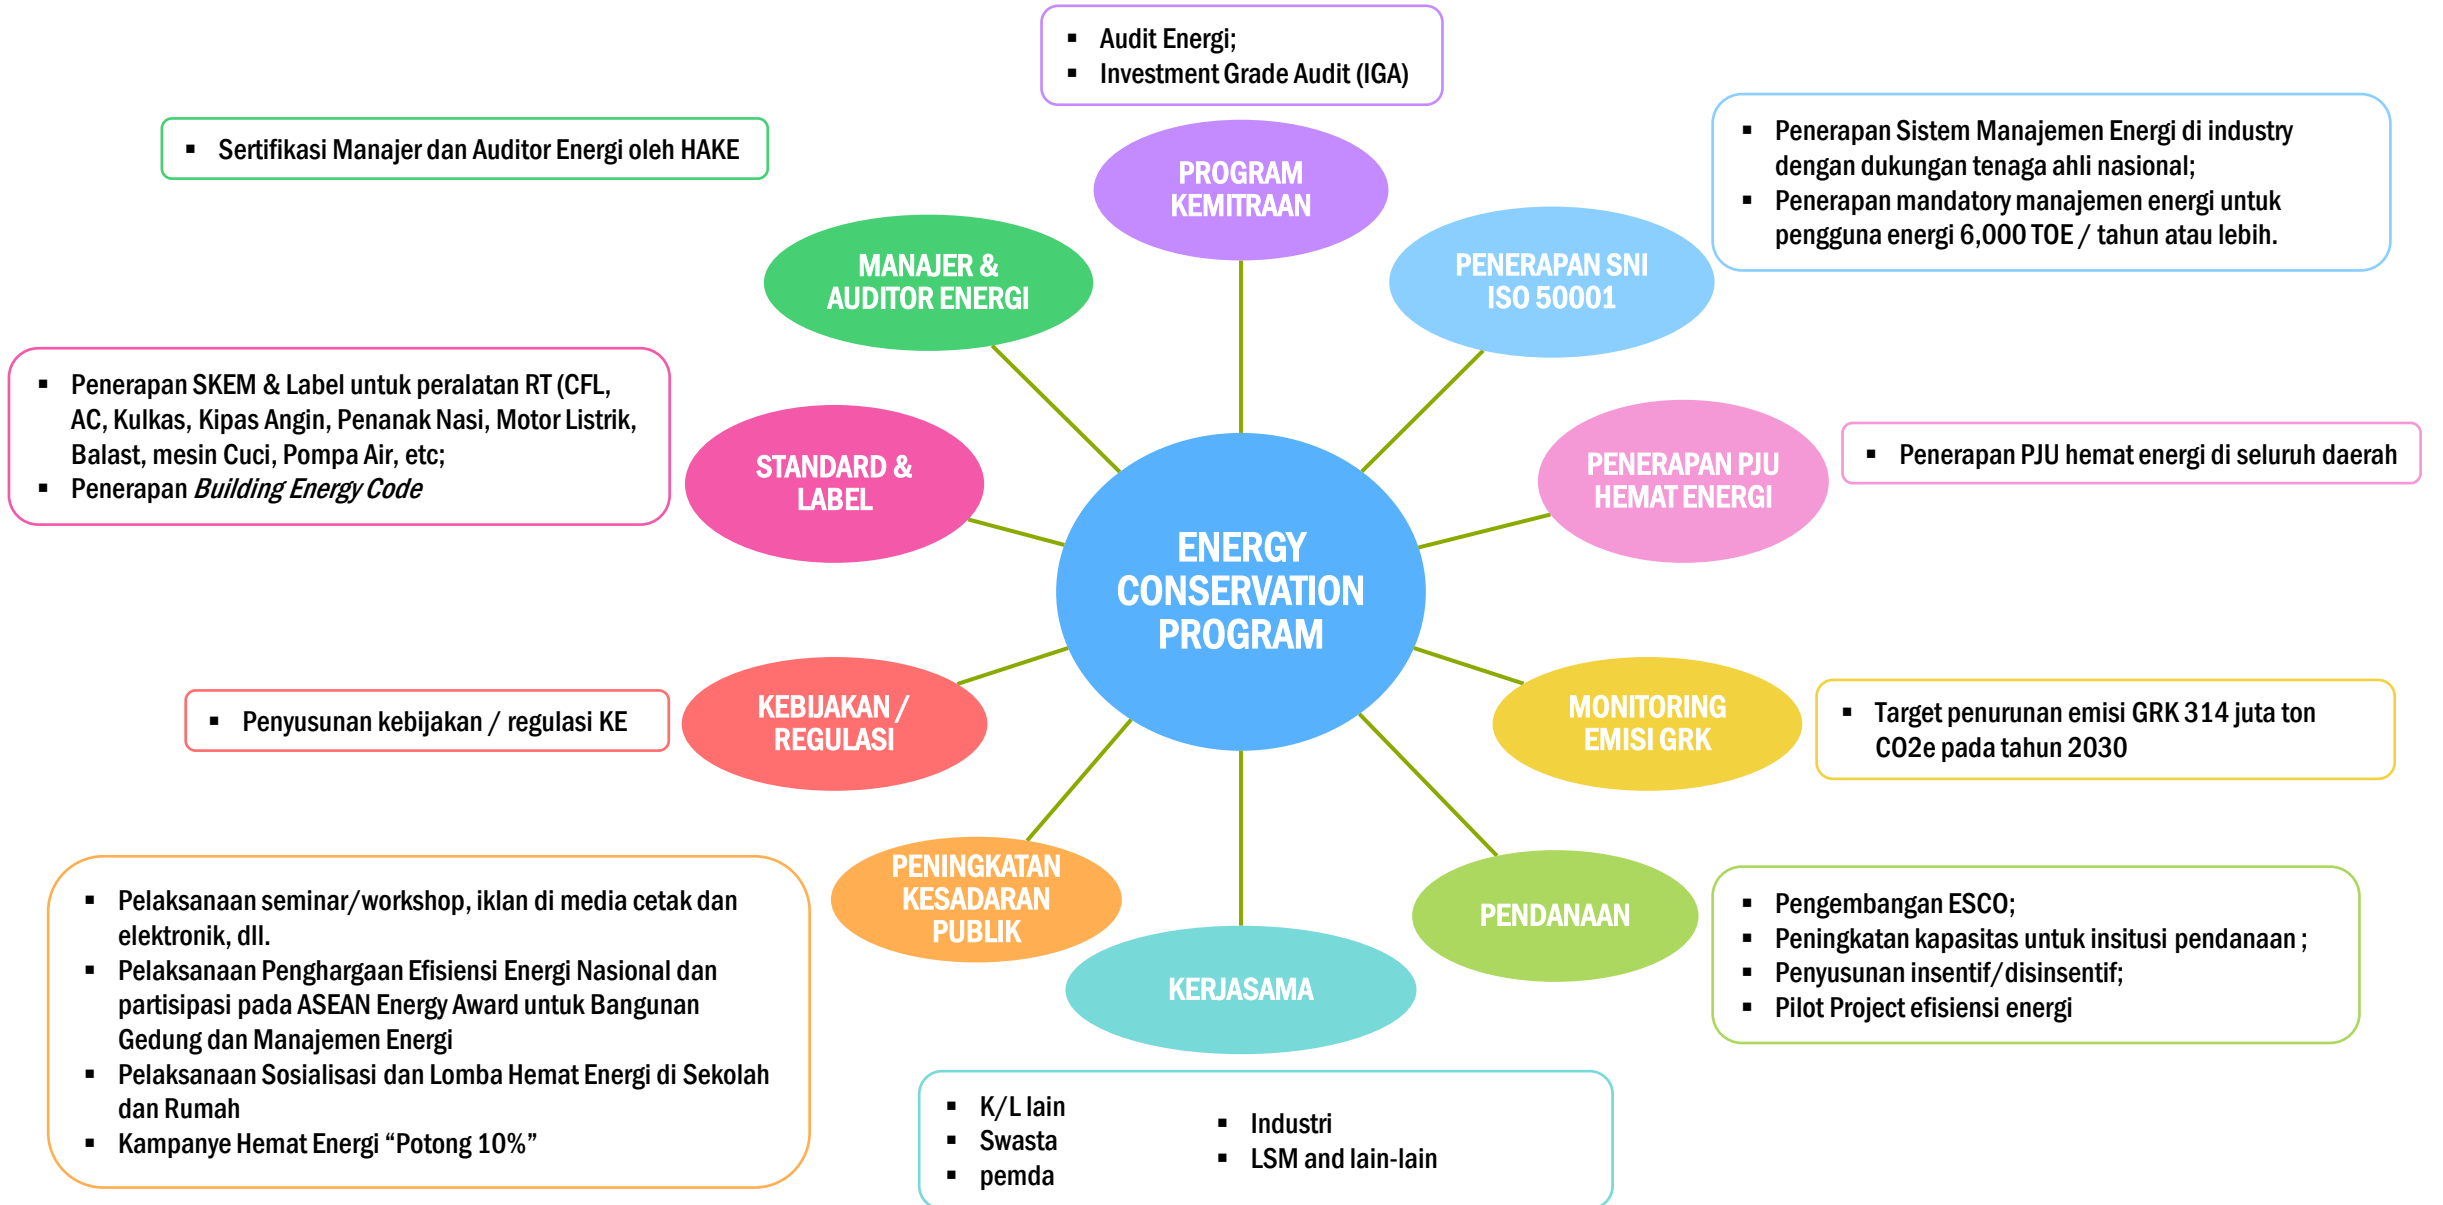 ▪ Audit Energi;
▪ Investment Grade Audit (IGA)
PROGRAM
KEMITRAAN
▪ Penerapan Sistem Manajemen Energi di industry
dengan dukungan tenaga ahli nasional;
▪ Penerapan mandatory manajemen energi untuk
pengguna energi 6,000 TOE / tahun atau lebih.
PENERAPAN SNI
ISO 50001
▪ Sertifikasi Manajer dan Auditor Energi oleh HAKE
MANAJER &
AUDITOR ENERGI
▪ Penerapan SKEM & Label untuk peralatan RT (CFL,
AC, Kulkas, Kipas Angin, Penanak Nasi, Motor Listrik,
Balast, mesin Cuci, Pompa Air, etc;
▪ Penerapan Building Energy Code
STANDARD &
LABEL
PENERAPAN PJU
HEMAT ENERGI
▪ Penerapan PJU hemat energi di seluruh daerah
ENERGY
CONSERVATION
PROGRAM
▪ Penyusunan kebijakan / regulasi KE
KEBIJAKAN /
REGULASI
MONITORING
EMISI GRK
▪ Target penurunan emisi GRK 314 juta ton
CO2e pada tahun 2030
▪ Pelaksanaan seminar/workshop, iklan di media cetak dan
elektronik, dll.
▪ Pelaksanaan Penghargaan Efisiensi Energi Nasional dan
partisipasi pada ASEAN Energy Award untuk Bangunan
Gedung dan Manajemen Energi
▪ Pelaksanaan Sosialisasi dan Lomba Hemat Energi di Sekolah
dan Rumah
▪ Kampanye Hemat Energi “Potong 10%”
PENINGKATAN
KESADARAN
PUBLIK
PENDANAAN
▪ Pengembangan ESCO;
▪ Peningkatan kapasitas untuk insitusi pendanaan ;
▪ Penyusunan insentif/disinsentif;
▪ Pilot Project efisiensi energi
KERJASAMA
▪ K/L lain
▪ Swasta
▪ pemda
▪ Industri
▪ LSM and lain-lain